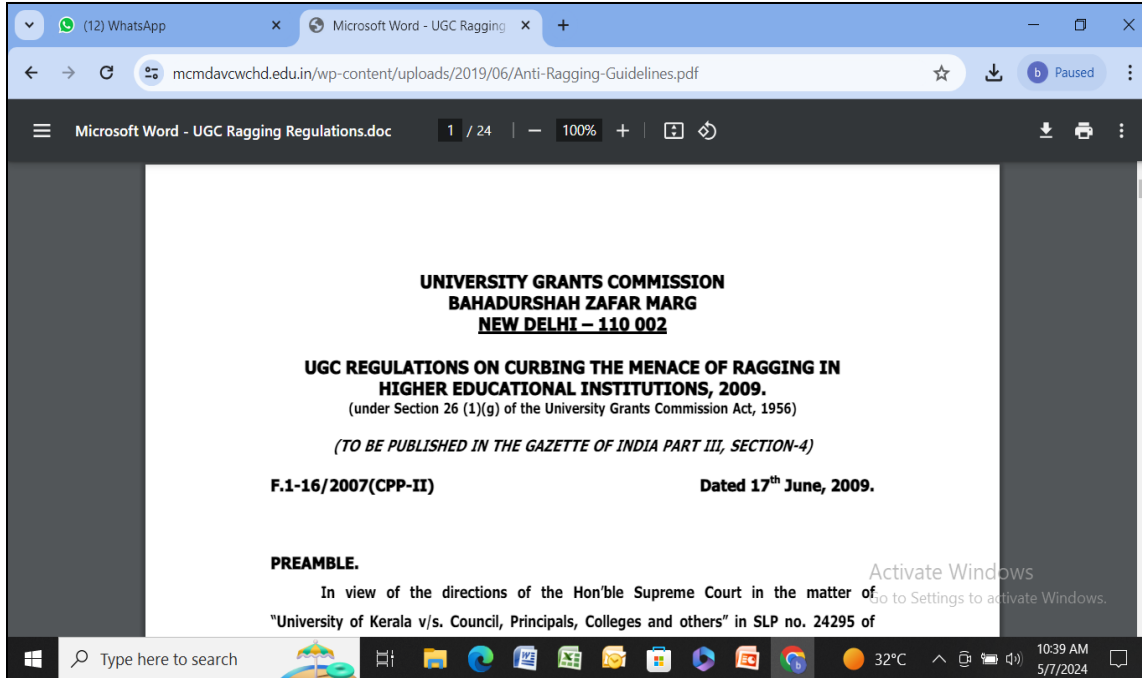 (12) WhatsApp
Microsoft Word - UGC Ragging
mcmdavcwchd.edu.in/wp-content/uploads/2019/06/Anti-Ragging-Guidelines.pdf
b Paused
Microsoft Word - UGC Ragging Regulations.doc 1 / 24 100%
UNIVERSITY GRANTS COMMISSION
BAHADURSHAH ZAFAR MARG
NEW DELHI – 110 002
UGC REGULATIONS ON CURBING THE MENACE OF RAGGING IN
HIGHER EDUCATIONAL INSTITUTIONS, 2009.
(under Section 26 (1)(g) of the University Grants Commission Act, 1956)
(TO BE PUBLISHED IN THE GAZETTE OF INDIA PART III, SECTION-4)
F.1-16/2007(CPP-II) Dated 17th June, 2009.
PREAMBLE.
In view of the directions of the Hon'ble Supreme Court in the matter of
"University of Kerala v/s. Council, Principals, Colleges and others" in SLP no. 24295 of
Activate Windows
Go to Settings to activate Windows.
Type here to search
32°C
10:39 AM
5/7/2024